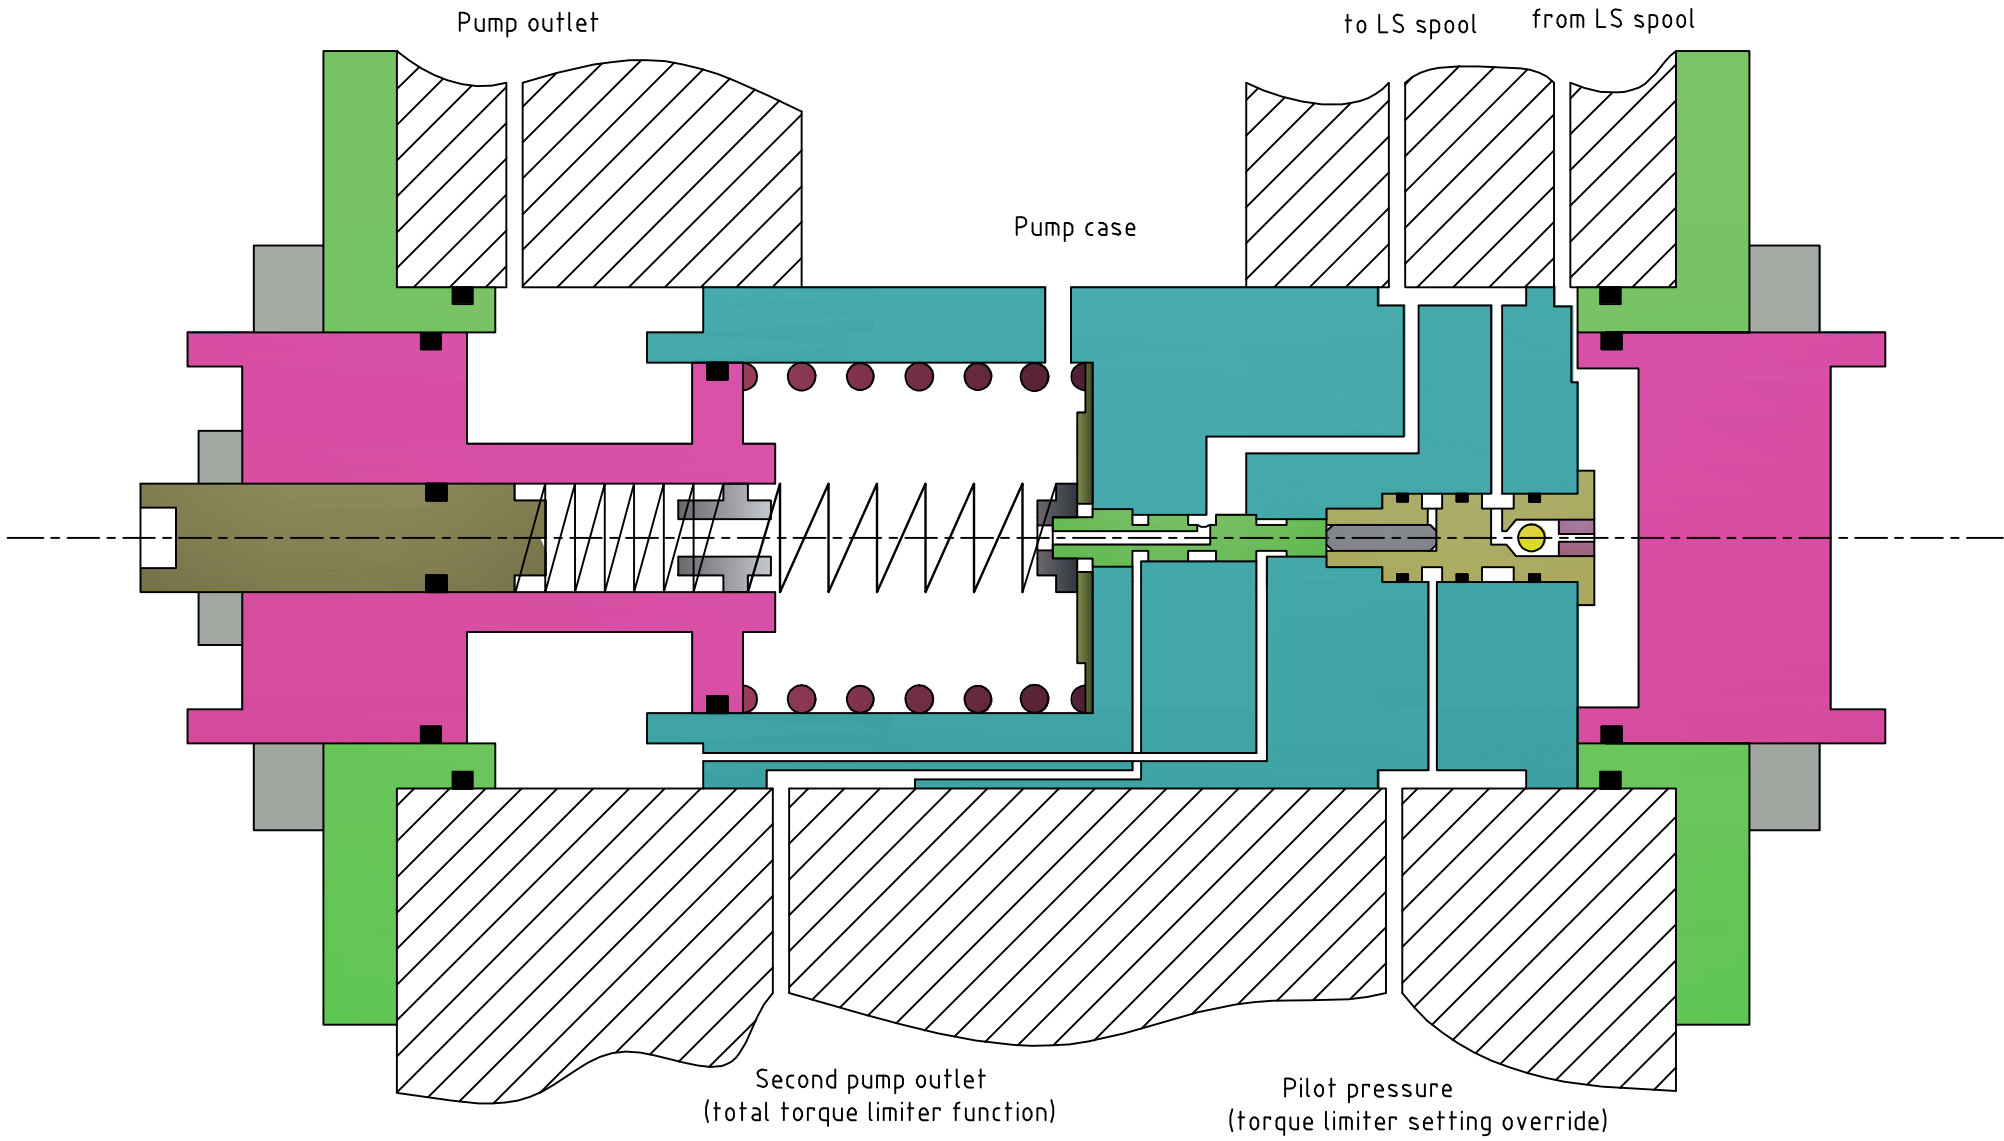 Pump outlet
to LS spool
from LS spool
Pump case
Second pump outlet
(total torque limiter function)
Pilot pressure
(torque limiter setting override)